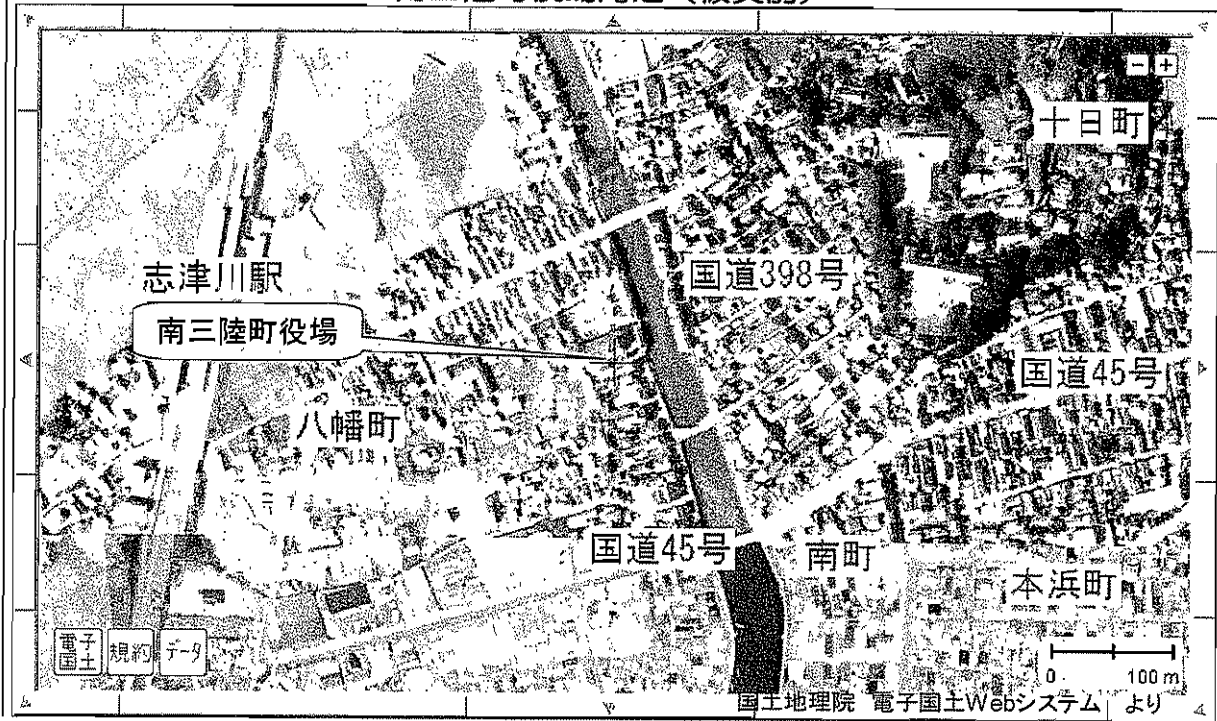 十日町
国道398号
志津川駅
南三陸町役場
国道45号
八幡町
国道45号
南町
本浜町
電子国土
規約
データ
0 100 m
国土地理院 電子国土Webシステム より